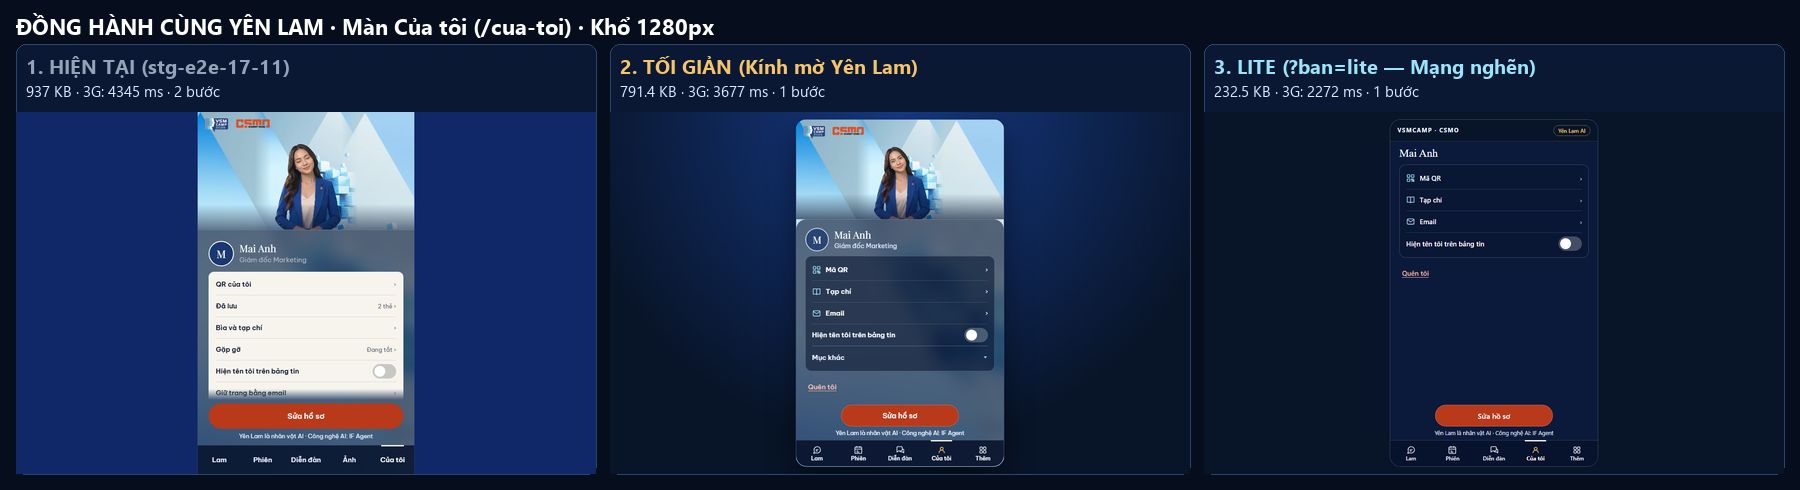 ĐỒNG HÀNH CÙNG YÊN LAM · Màn Của tôi (/cua-toi) · Khổ 1280px
1. HIỆN TẠI (stg-e2e-17-11)
937 KB · 3G: 4345 ms · 2 bước
VSM
CAMP
CSMO
M
Mai Anh
Giám đốc Marketing
QR của tôi ›
Đã lưu 2 thẻ ›
Bìa và tạp chí ›
Gặp gỡ Đang tắt ›
Hiện tên tôi trên bảng tin
Giữ trang bằng email
Sửa hồ sơ
Yên Lam là nhân vật AI · Công nghệ AI: IF Agent
Lam Phiên Diễn đàn Ảnh Của tôi
2. TỐI GIẢN (Kính mờ Yên Lam)
791.4 KB · 3G: 3677 ms · 1 bước
VSM
CAMP
CSMO
M
Mai Anh
Giám đốc Marketing
Mã QR ›
Tạp chí ›
Email ›
Hiện tên tôi trên bảng tin
Mục khác
Quên tôi
Sửa hồ sơ
Yên Lam là nhân vật AI · Công nghệ AI: IF Agent
Lam Phiên Diễn đàn Của tôi Thêm
3. LITE (?ban=lite — Mạng nghẽn)
232.5 KB · 3G: 2272 ms · 1 bước
VSMCAMP · CSMO Yên Lam AI
Mai Anh
Mã QR ›
Tạp chí ›
Email ›
Hiện tên tôi trên bảng tin
Quên tôi
Sửa hồ sơ
Yên Lam là nhân vật AI · Công nghệ AI: IF Agent
Lam Phiên Diễn đàn Của tôi Thêm